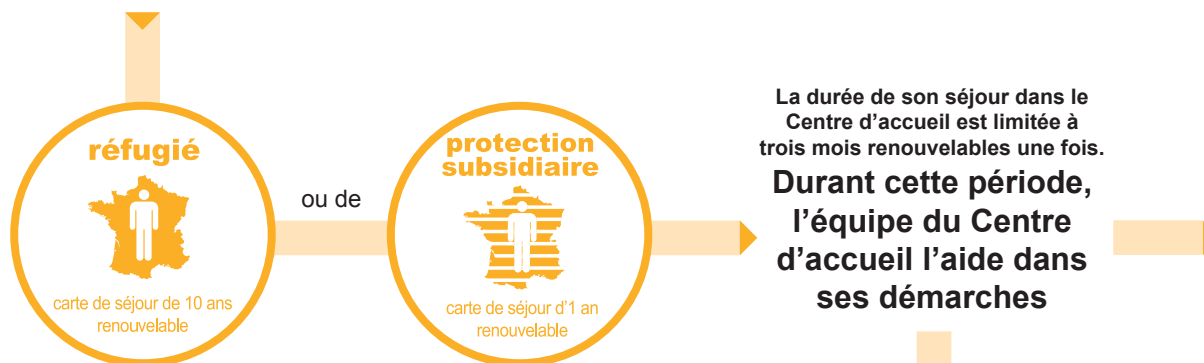 réfugié
carte de séjour de 10 ans
renouvelable
ou de
protection
subsidiaire
carte de séjour d'1 an
renouvelable
La durée de son séjour dans le
Centre d'accueil est limitée à
trois mois renouvelables une fois.
Durant cette période,
l'équipe du Centre
d'accueil l'aide dans
ses démarches